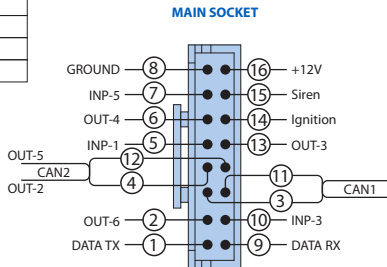 MAIN SOCKET
GROUND 8 16 +12V
INP-5 7 15 Siren
OUT-4 6 14 Ignition
INP-1 5 13 OUT-3
OUT-5 12 11
CAN2 CAN1
OUT-2 4 3
OUT-6 2 10 INP-3
DATA TX 1 9 DATA RX